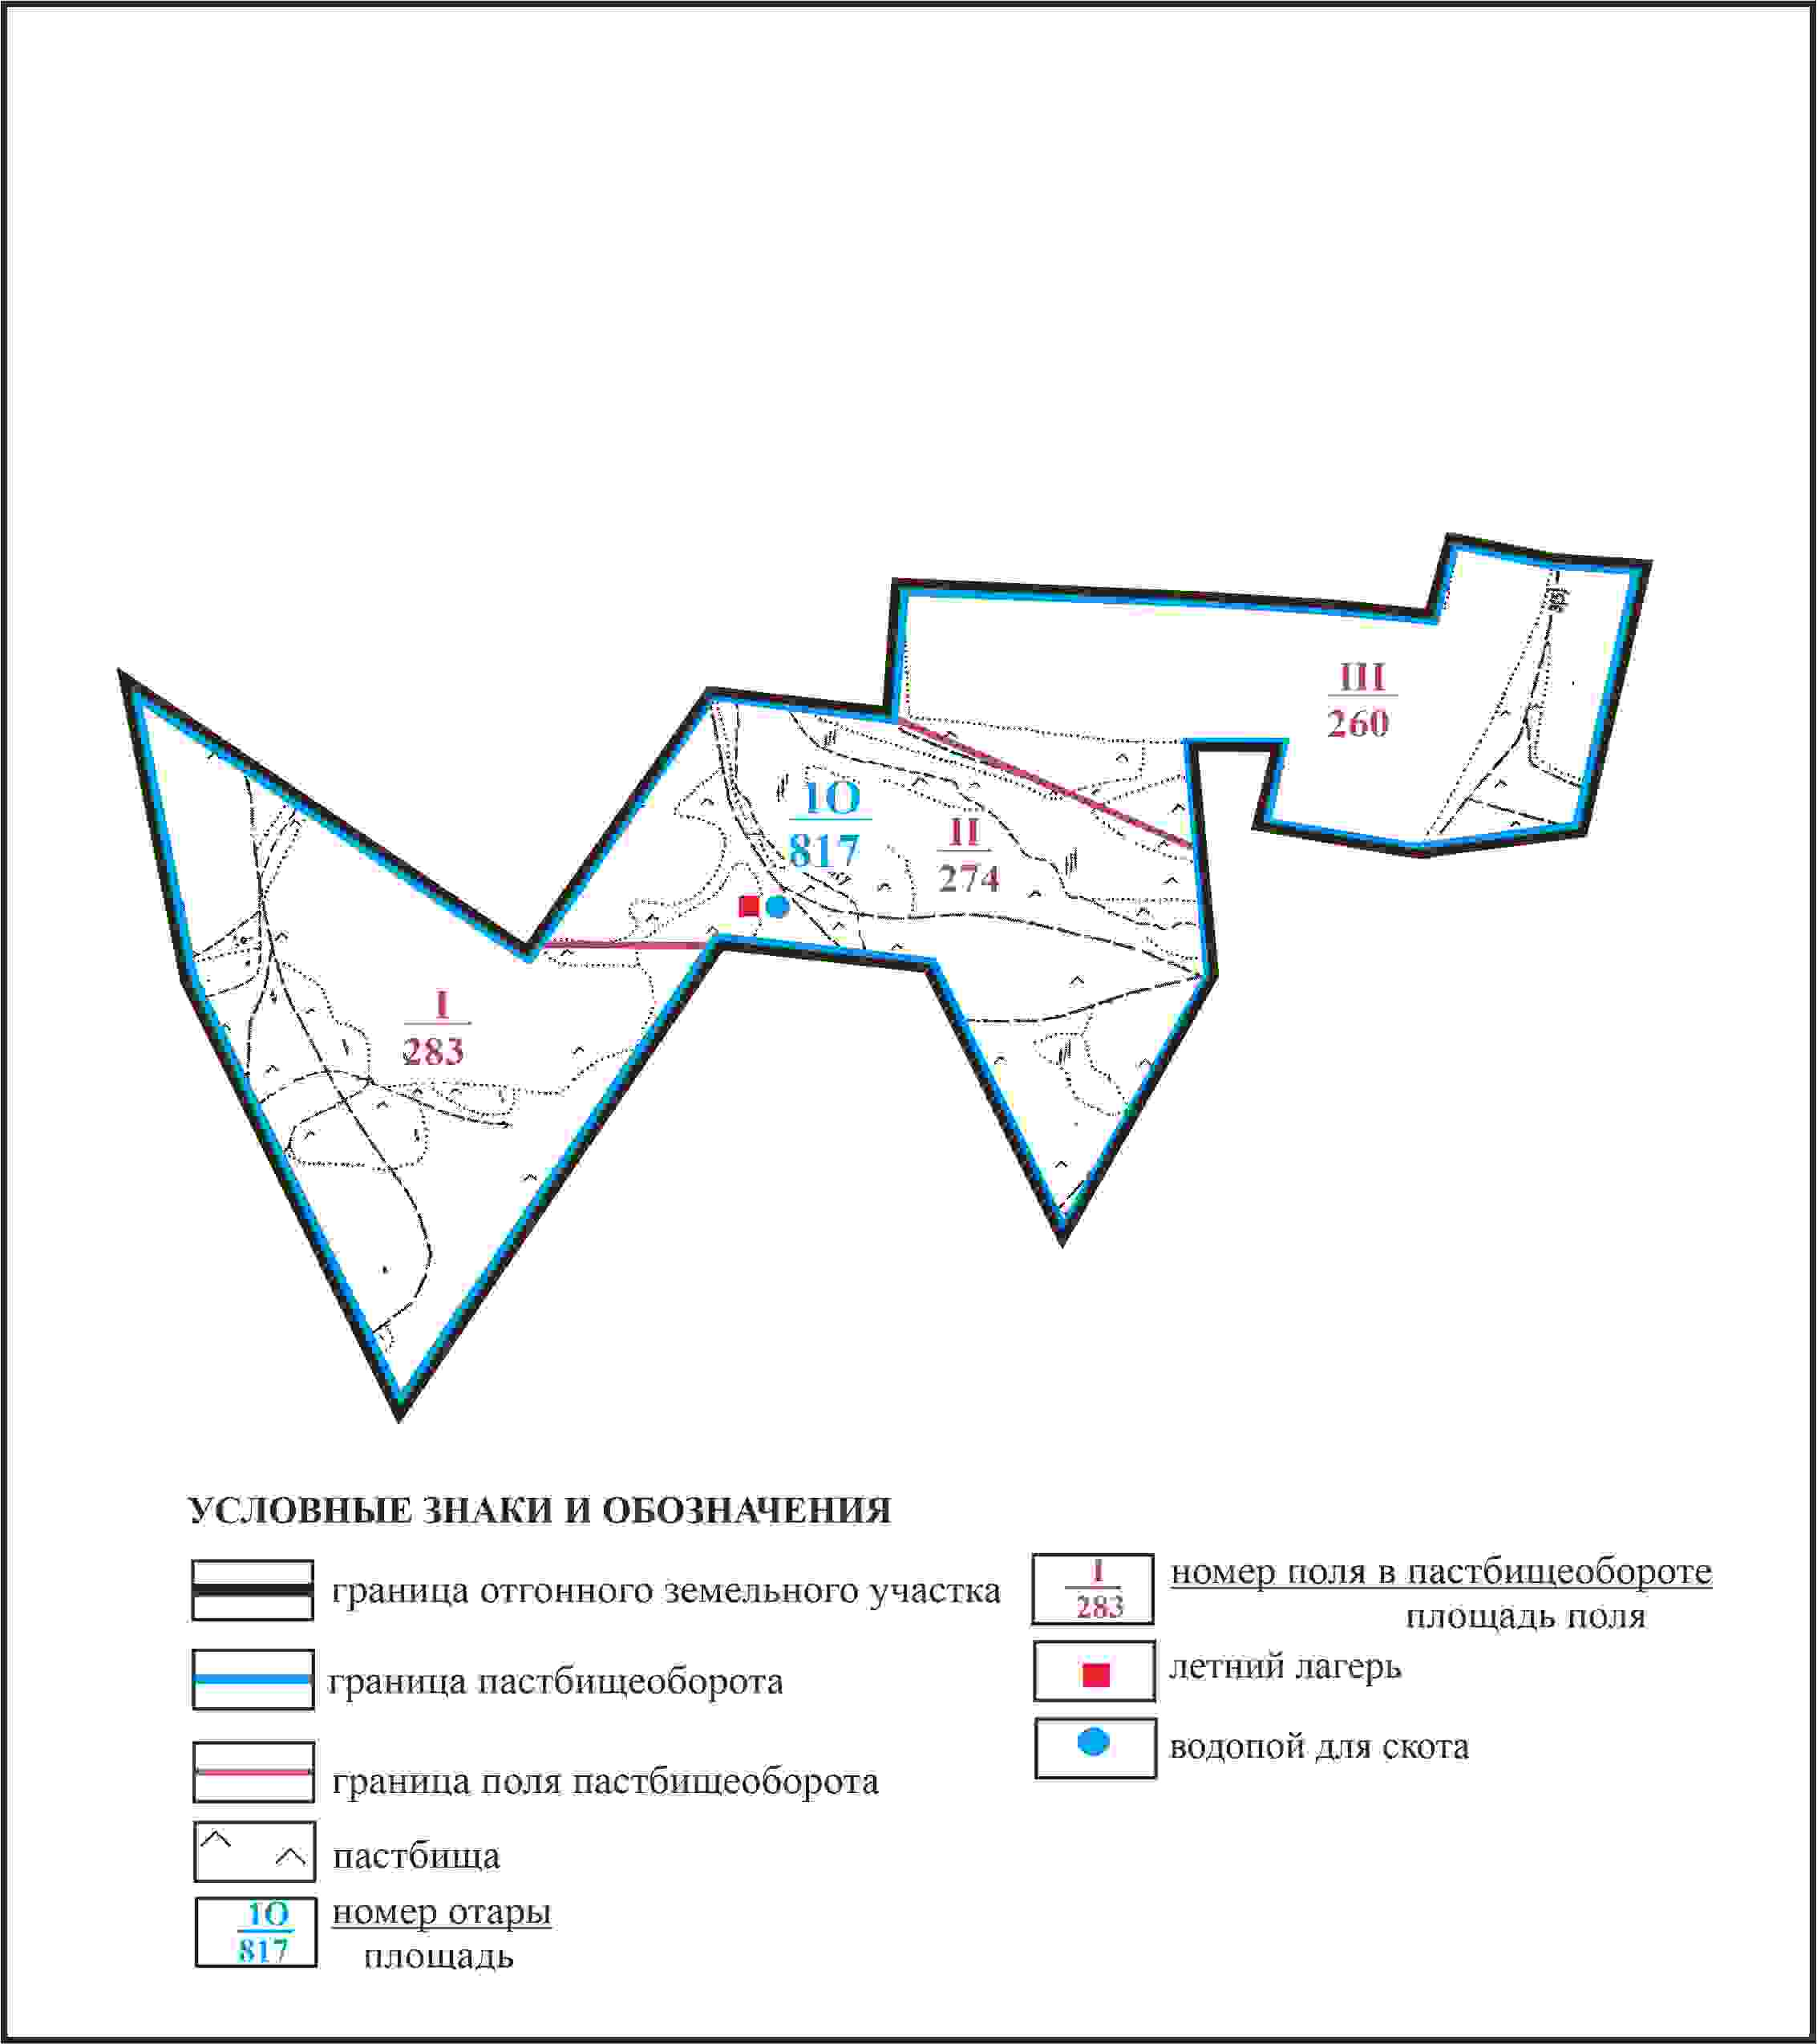 III
260
1О
817
II
274
I
283
УСЛОВНЫЕ ЗНАКИ И ОБОЗНАЧЕНИЯ
граница отгонного земельного участка
граница пастбищеоборота
граница поля пастбищеоборота
пастбища
1О
817
номер отары
площадь
I
283
номер поля в пастбищеобороте
площадь поля
летний лагерь
водопой для скота